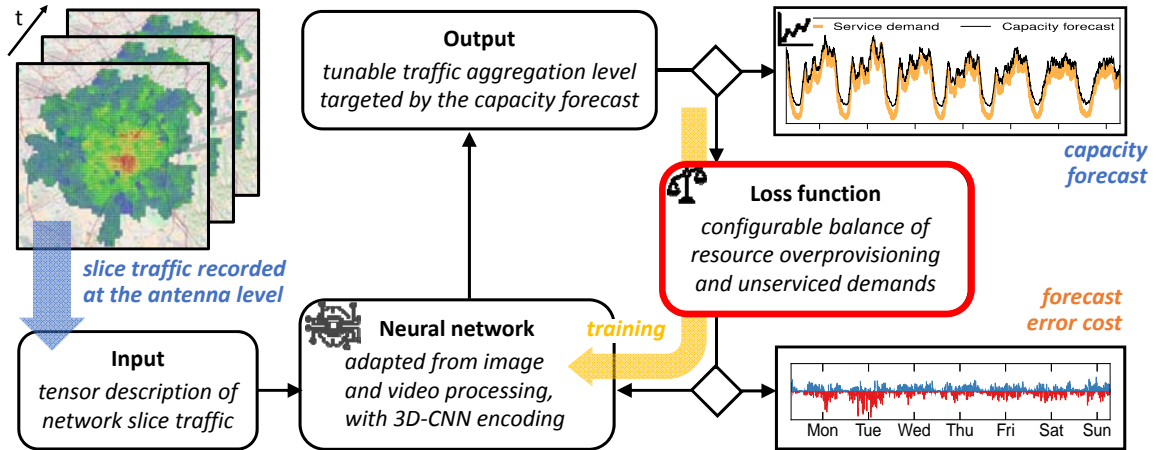 t
slice traffic recorded
at the antenna level
Input
tensor description of
network slice traffic
Output
tunable traffic aggregation level
targeted by the capacity forecast
Neural network
adapted from image
and video processing,
with 3D-CNN encoding
training
Service demand
Capacity forecast
capacity
forecast
Loss function
configurable balance of
resource overprovisioning
and unserviced demands
forecast
error cost
Mon Tue Wed Thu Fri Sat Sun